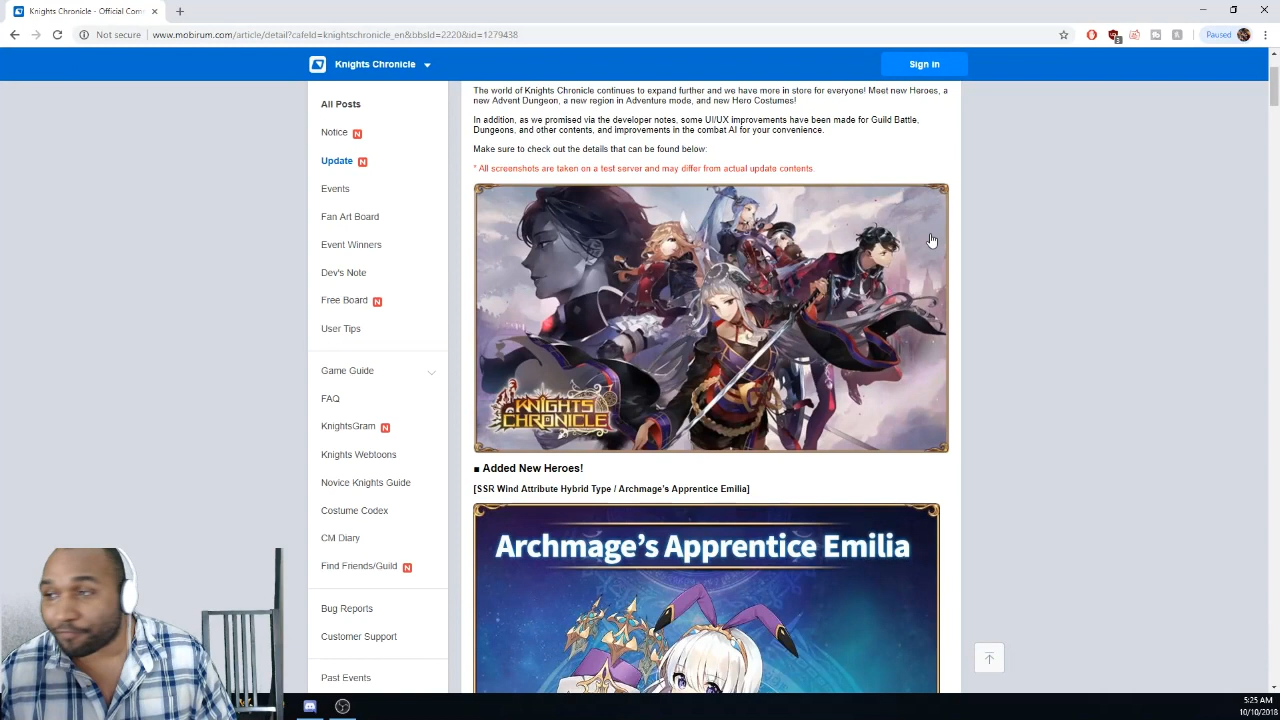 Knights Chronicle - Official Com
Not secure
www.mobirum.com/article/detail?cafeId=knightschronicle_en&bbsId=2220&id=1279438
Paused
Knights Chronicle
Sign in
All Posts
Notice N
Update N
Events
Fan Art Board
Event Winners
Dev's Note
Free Board N
User Tips
Game Guide
FAQ
KnightsGram N
Knights Webtoons
Novice Knights Guide
Costume Codex
CM Diary
Find Friends/Guild N
Bug Reports
Customer Support
Past Events
The world of Knights Chronicle continues to expand further and we have more in store for everyone! Meet new Heroes, a
new Advent Dungeon, a new region in Adventure mode, and new Hero Costumes!
In addition, as we promised via the developer notes, some UI/UX improvements have been made for Guild Battle,
Dungeons, and other contents, and improvements in the combat AI for your convenience.
Make sure to check out the details that can be found below:
* All screenshots are taken on a test server and may differ from actual update contents.
KNIGHTS
CHRONICLE
■ Added New Heroes!
[SSR Wind Attribute Hybrid Type / Archmage's Apprentice Emilia]
Archmage's Apprentice Emilia
5:25 AM
10/10/2018